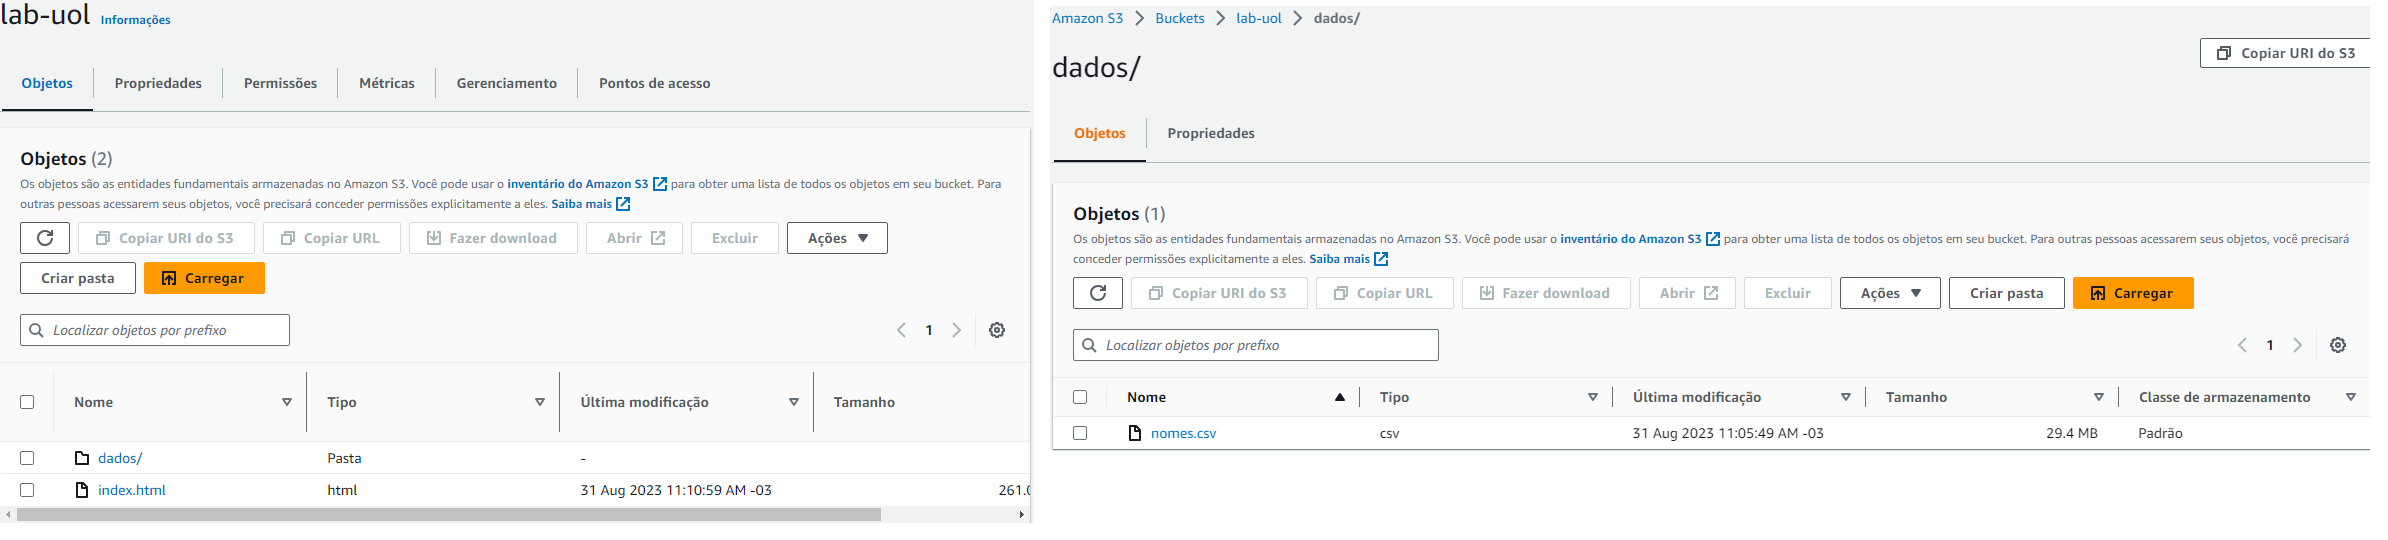 lab-uol Informações
Objetos Propriedades Permissões Métricas Gerenciamento Pontos de acesso
Objetos (2)
Os objetos são as entidades fundamentais armazenadas no Amazon S3. Você pode usar o inventário do Amazon S3 para obter uma lista de todos os objetos em seu bucket. Para
outras pessoas acessarem seus objetos, você precisará conceder permissões explicitamente a eles. Saiba mais
Copiar URI do S3 Copiar URL Fazer download Abrir Excluir Ações
Criar pasta Carregar
Localizar objetos por prefixo 1
Nome Tipo Última modificação Tamanho
dados/ Pasta -
index.html html 31 Aug 2023 11:10:59 AM -03 261.0
Amazon S3 Buckets lab-uol dados/
Copiar URI do S3
dados/
Objetos Propriedades
Objetos (1)
Os objetos são as entidades fundamentais armazenadas no Amazon S3. Você pode usar o inventário do Amazon S3 para obter uma lista de todos os objetos em seu bucket. Para outras pessoas acessarem seus objetos, você precisará
conceder permissões explicitamente a eles. Saiba mais
Copiar URI do S3 Copiar URL Fazer download Abrir Excluir Ações Criar pasta Carregar
Localizar objetos por prefixo 1
Nome Tipo Última modificação Tamanho Classe de armazenamento
nomes.csv csv 31 Aug 2023 11:05:49 AM -03 29.4 MB Padrão